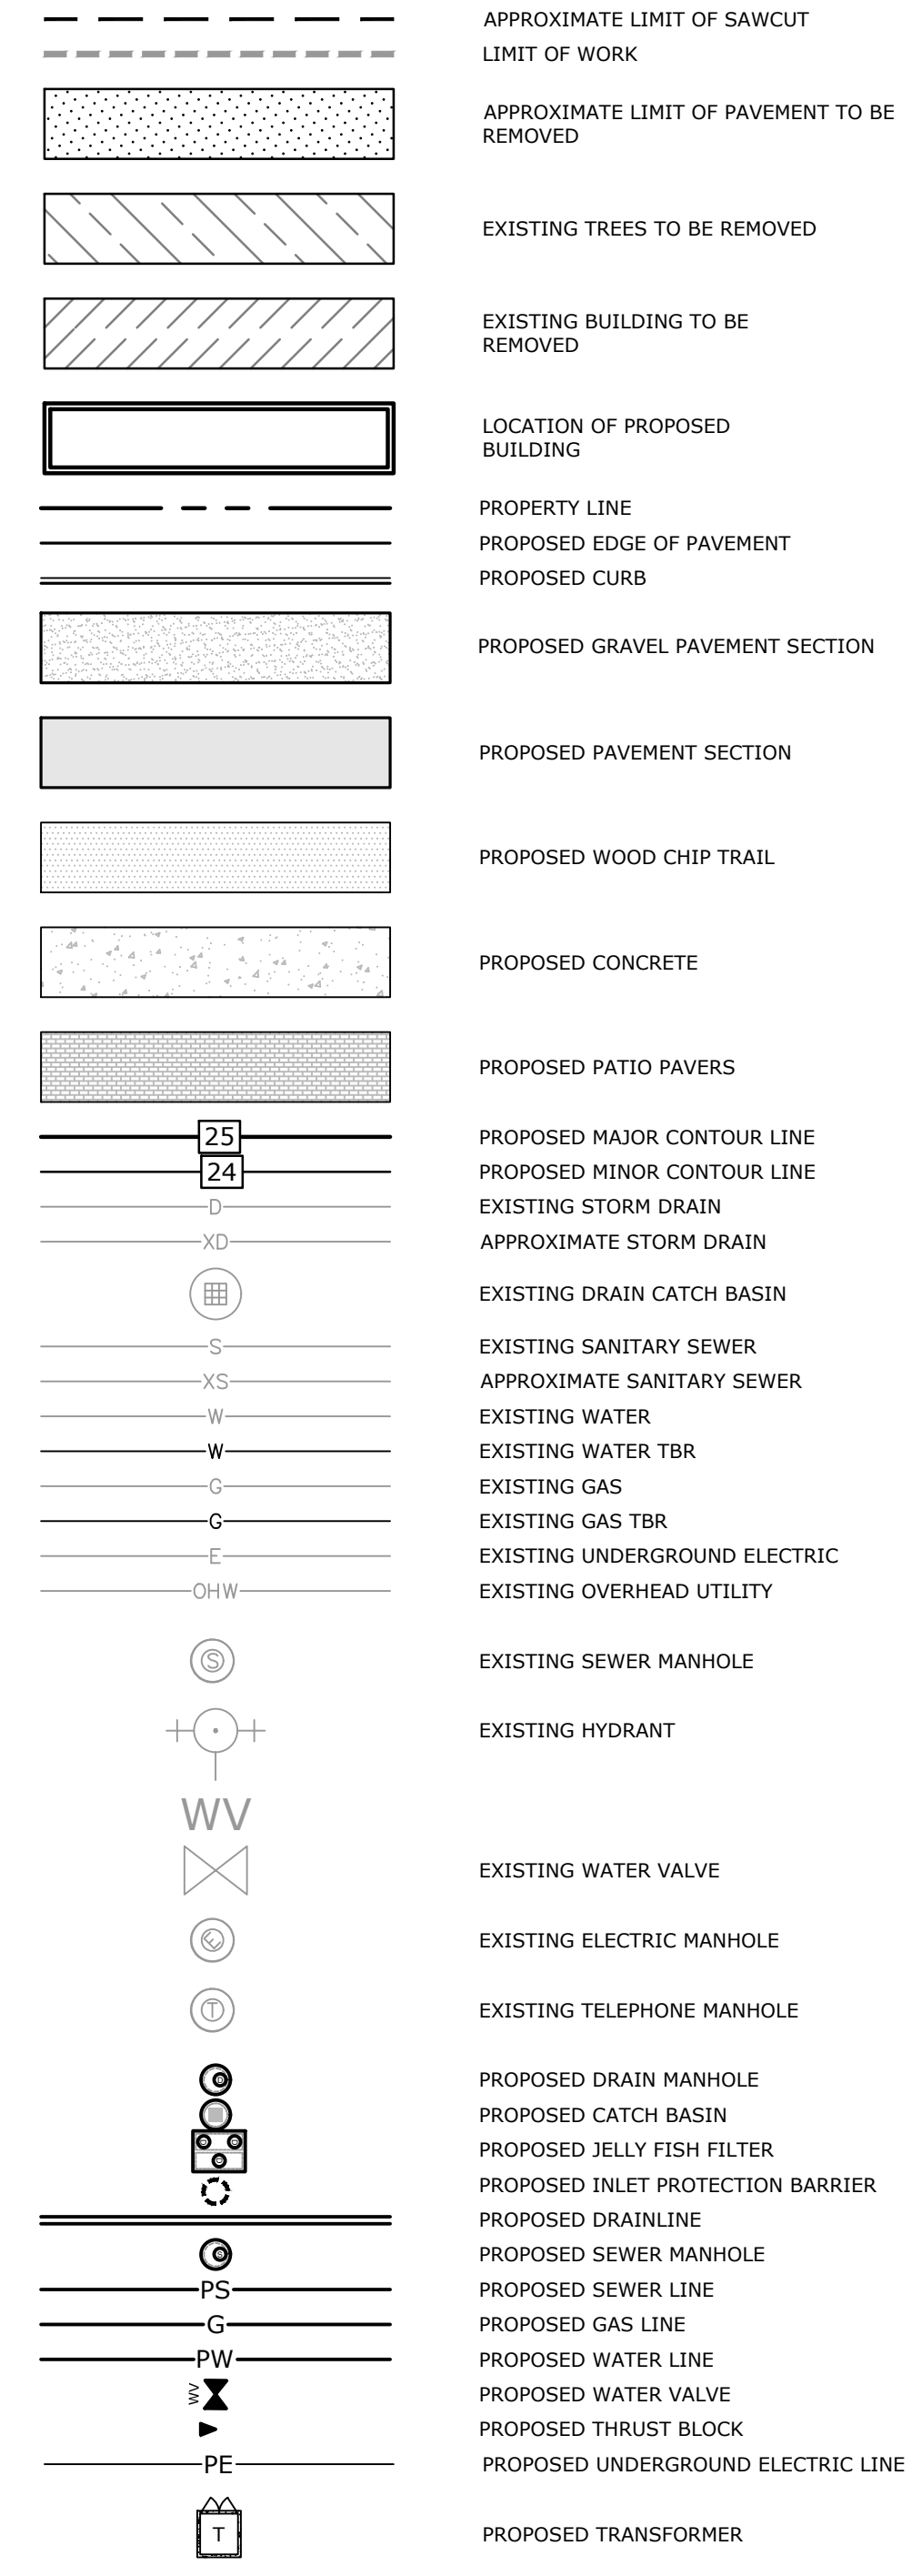 APPROXIMATE LIMIT OF SAWCUT
LIMIT OF WORK
APPROXIMATE LIMIT OF PAVEMENT TO BE
REMOVED
EXISTING TREES TO BE REMOVED
EXISTING BUILDING TO BE
REMOVED
LOCATION OF PROPOSED
BUILDING
PROPERTY LINE
PROPOSED EDGE OF PAVEMENT
PROPOSED CURB
PROPOSED GRAVEL PAVEMENT SECTION
PROPOSED PAVEMENT SECTION
PROPOSED WOOD CHIP TRAIL
PROPOSED CONCRETE
PROPOSED PATIO PAVERS
25 PROPOSED MAJOR CONTOUR LINE
24 PROPOSED MINOR CONTOUR LINE
D EXISTING STORM DRAIN
XD APPROXIMATE STORM DRAIN
EXISTING DRAIN CATCH BASIN
S EXISTING SANITARY SEWER
XS APPROXIMATE SANITARY SEWER
W EXISTING WATER
W EXISTING WATER TBR
G EXISTING GAS
G EXISTING GAS TBR
E EXISTING UNDERGROUND ELECTRIC
OHW EXISTING OVERHEAD UTILITY
S EXISTING SEWER MANHOLE
EXISTING HYDRANT
WV
EXISTING WATER VALVE
E EXISTING ELECTRIC MANHOLE
T EXISTING TELEPHONE MANHOLE
D PROPOSED DRAIN MANHOLE
PROPOSED CATCH BASIN
PROPOSED JELLY FISH FILTER
PROPOSED INLET PROTECTION BARRIER
PROPOSED DRAINLINE
S PROPOSED SEWER MANHOLE
PS PROPOSED SEWER LINE
G PROPOSED GAS LINE
PW PROPOSED WATER LINE
WV PROPOSED WATER VALVE
PROPOSED THRUST BLOCK
PE PROPOSED UNDERGROUND ELECTRIC LINE
T PROPOSED TRANSFORMER